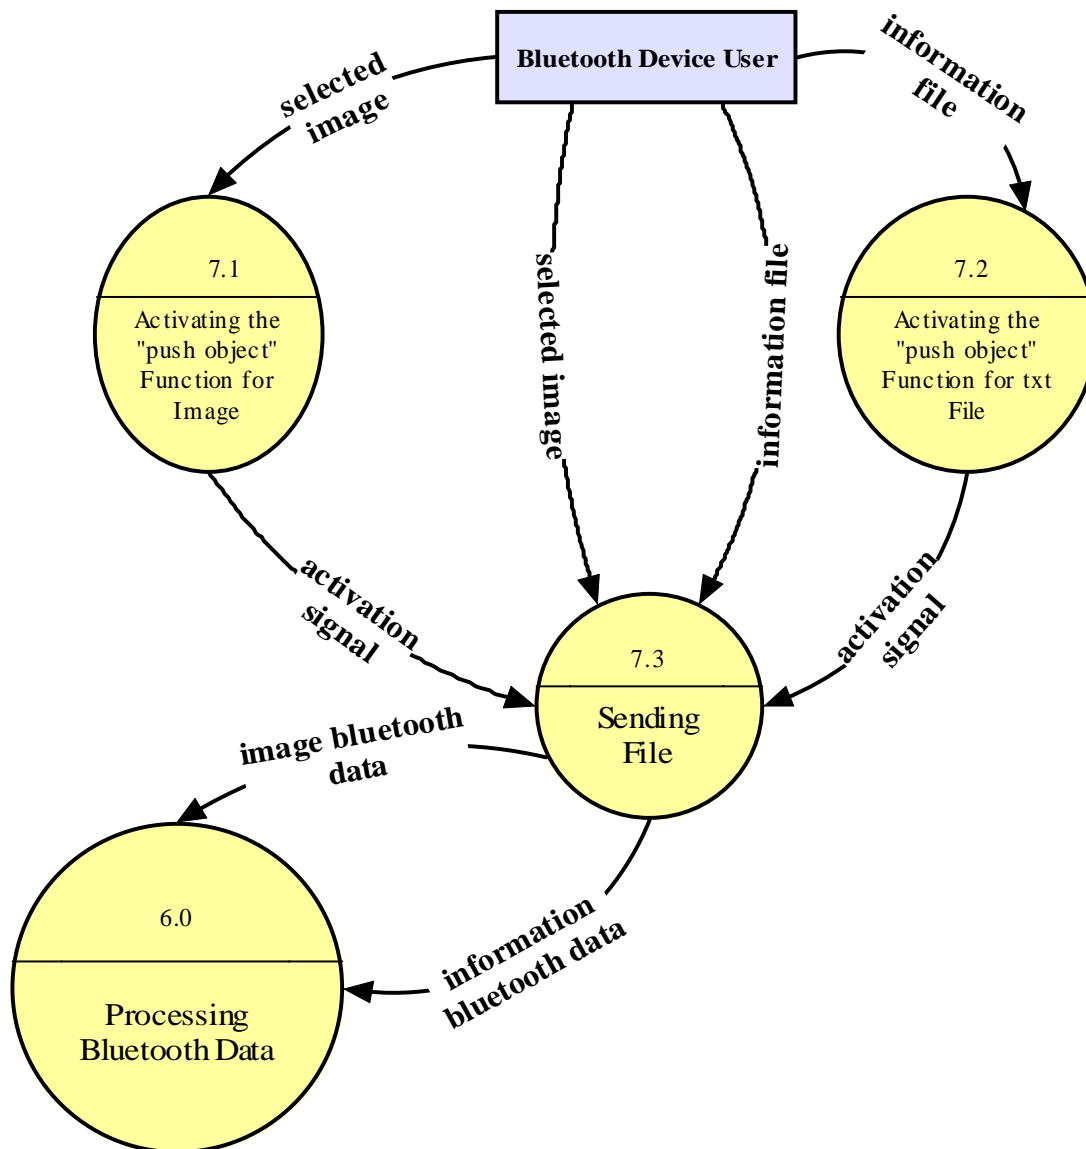 Bluetooth Device User
selected
image
information
file
7.1
Activating the
"push object"
Function for
Image
selected image
information file
7.2
Activating the
"push object"
Function for txt
File
activation
signal
activation
signal
7.3
Sending
File
image bluetooth
data
information
bluetooth data
6.0
Processing
Bluetooth Data